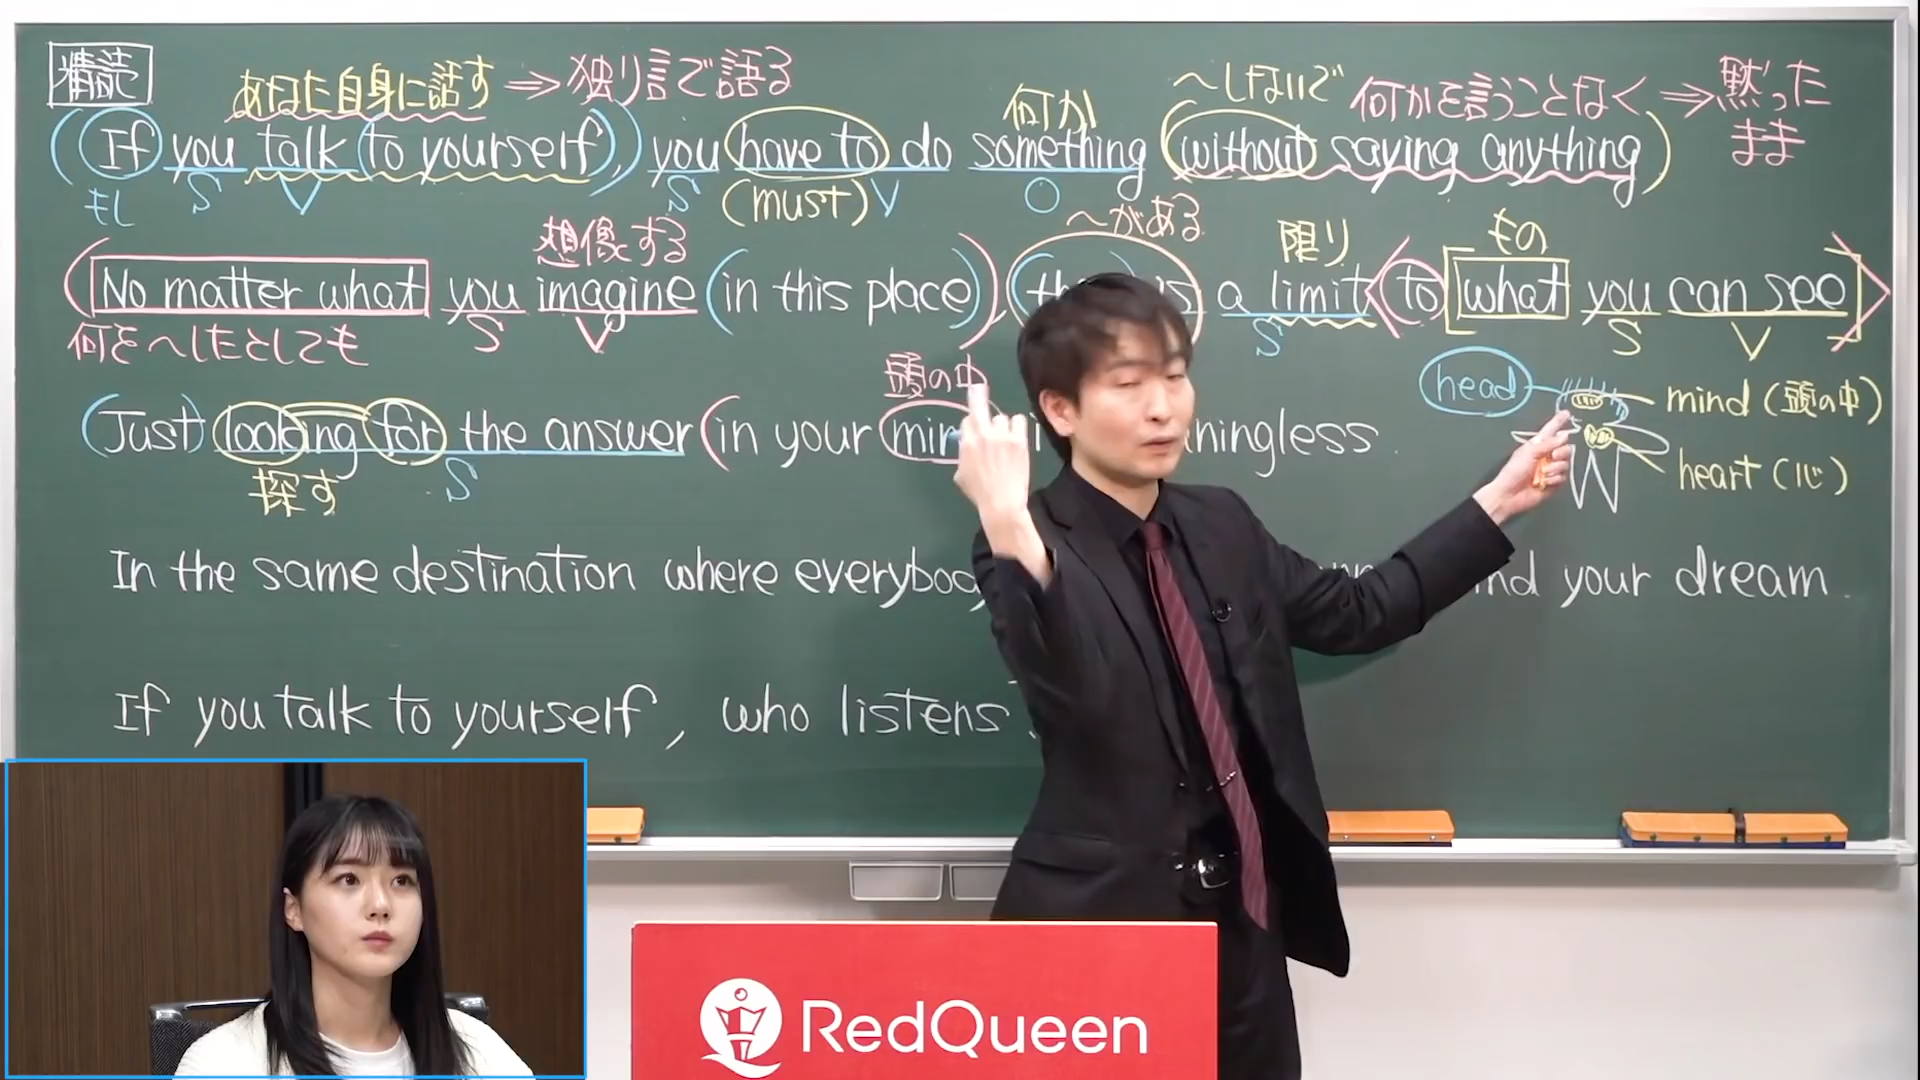 精読
あなた自身に話す ⇒ 独り言で語る 何か ～しないで 何かを言うことなく ⇒ 黙った
まま
(If you talk (to yourself),) you have to do something (without saying anything)
もし S V S (must) V O
想像する ～がある 限り もの
(No matter what you imagine (in this place)), is a limit <to [what you can see]>
何を～したとしても S V S S V
頭の中 head mind (頭の中)
(Just) looking for the answer (in your ningless.
探す S heart (心)
In the same destination where your dream.
If you talk to yourself, who listens
RedQueen